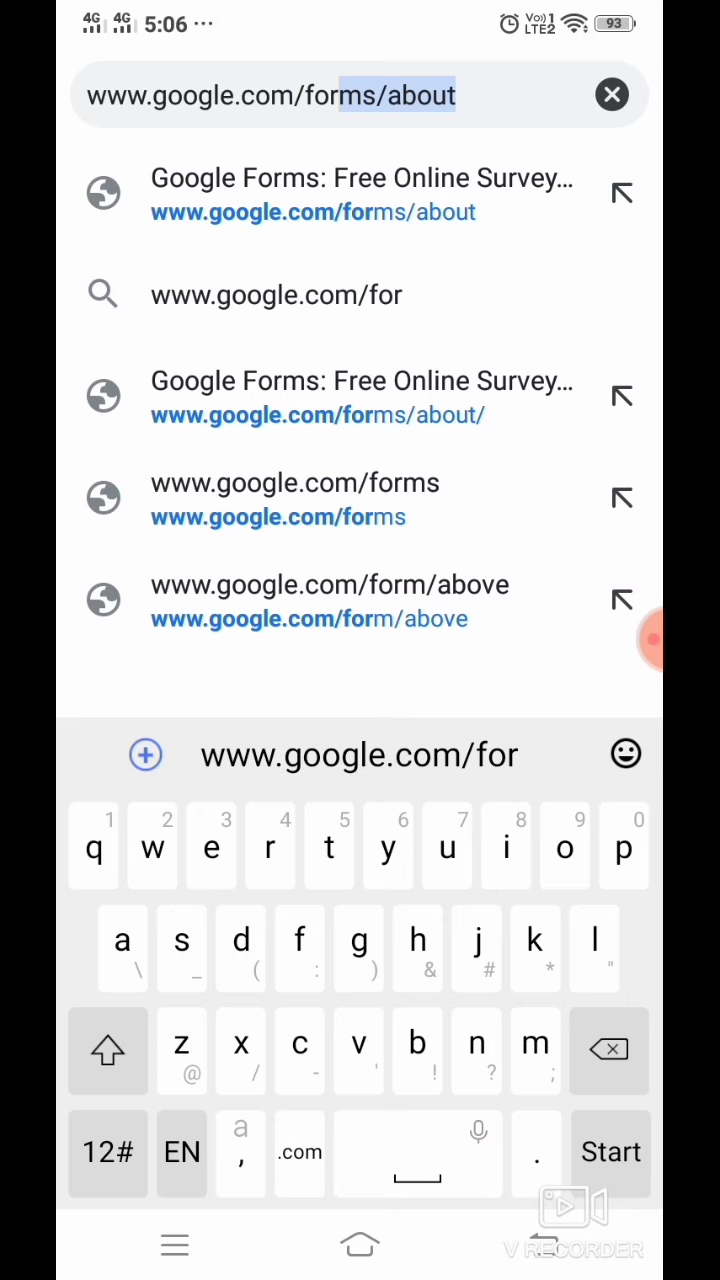 4G 4G 5:06 ··· Vo)) 1 LTE2 93
www.google.com/forms/about
Google Forms: Free Online Survey...
www.google.com/forms/about
www.google.com/for
Google Forms: Free Online Survey...
www.google.com/forms/about/
www.google.com/forms
www.google.com/forms
www.google.com/form/above
www.google.com/form/above
www.google.com/for
1 2 3 4 5 6 7 8 9 0
q w e r t y u i o p
a s d f g h j k l
\ _ ( : ) & # * "
z x c v b n m
@ / - ' ! ? ;
12# EN a , .com . Start
V RECORDER